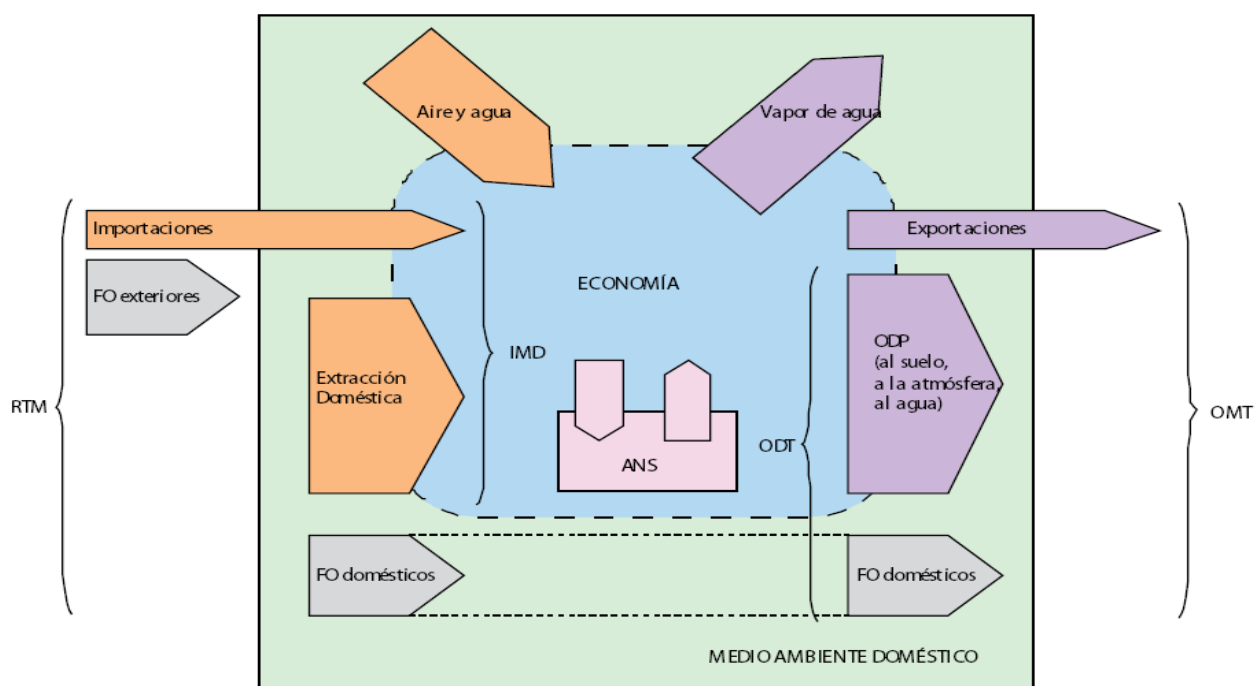 Aire y agua
Vapor de agua
Importaciones
Exportaciones
FO exteriores
ECONOMÍA
ODP
(al suelo,
a la atmósfera,
al agua)
IMD
Extracción
Doméstica
RTM
OMT
ODT
ANS
FO domésticos
FO domésticos
MEDIO AMBIENTE DOMÉSTICO